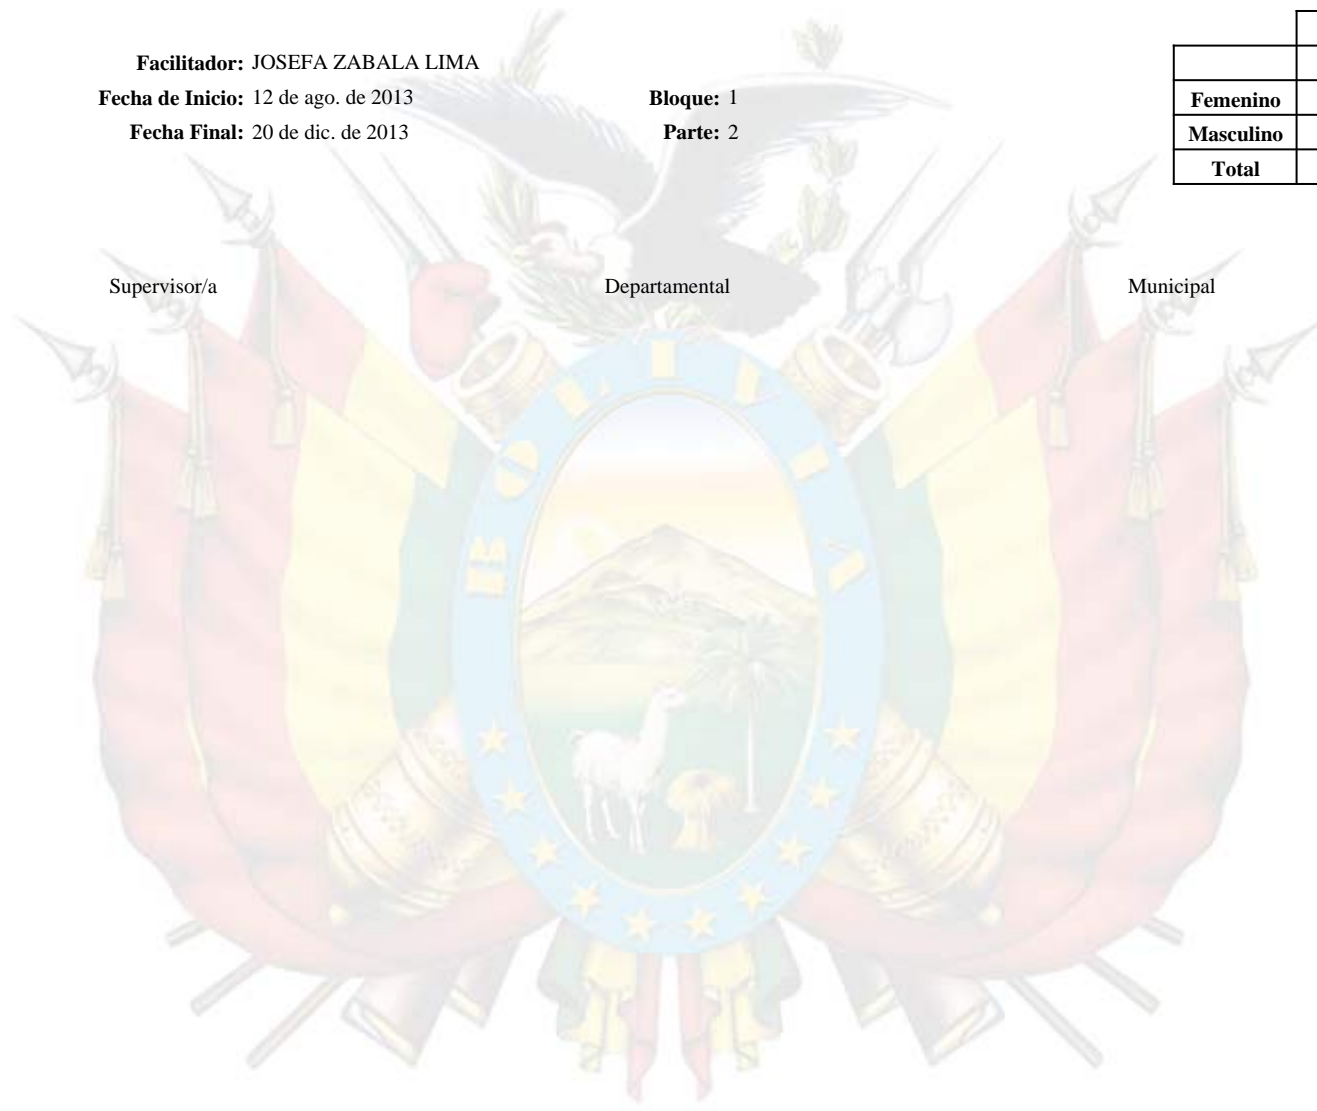 Facilitador: JOSEFA ZABALA LIMA
Fecha de Inicio: 12 de ago. de 2013 Bloque: 1
Fecha Final: 20 de dic. de 2013 Parte: 2
Femenino
Masculino
Total
Supervisor/a Departamental Municipal
BOLIVIA